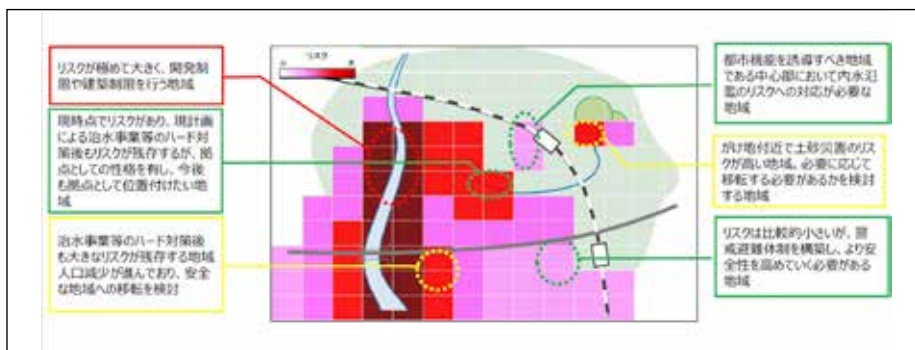 リスクが極めて大きく、開発制
限や建築制限を行う地域
現時点でリスクがあり、現計画
による治水事業等のハード対
策後もリスクが残存するが、拠
点としての性格を有し、今後
も拠点として位置付けたい地
域
治水事業等のハード対策後
も大きなリスクが残存する地域
人口減少が進んでおり、安全
な地域への移転を検討
リスク
小
大
都市機能を誘導すべき地域
である中心部において内水氾
濫のリスクへの対応が必要な
地域
がけ地付近で土砂災害のリス
クが高い地域。必要に応じて
移転する必要があるかを検討
する地域
リスクは比較的小さいが、警
戒避難体制を構築し、より安
全性を高めていく必要がある
地域